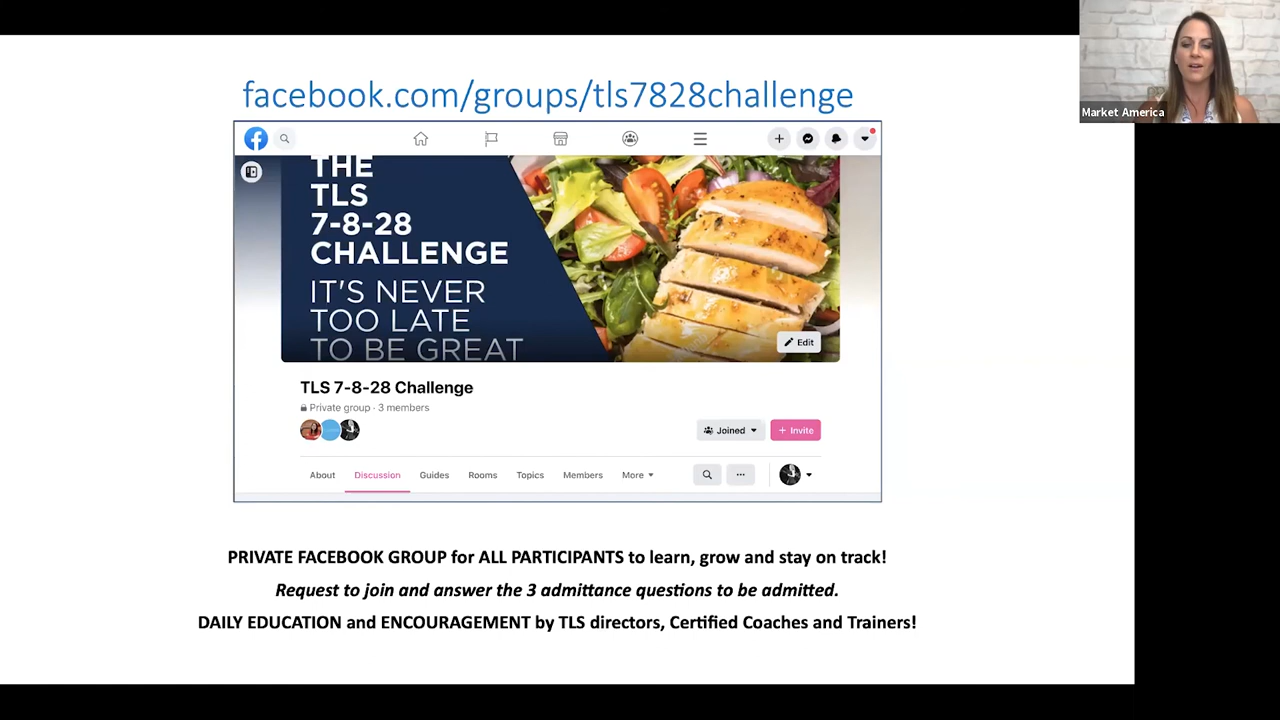 facebook.com/groups/tls7828challenge
Market America
THE
TLS
7-8-28
CHALLENGE
IT'S NEVER
TOO LATE
TO BE GREAT
Edit
TLS 7-8-28 Challenge
Private group · 3 members
Joined
+ Invite
About Discussion Guides Rooms Topics Members More
PRIVATE FACEBOOK GROUP for ALL PARTICIPANTS to learn, grow and stay on track!
Request to join and answer the 3 admittance questions to be admitted.
DAILY EDUCATION and ENCOURAGEMENT by TLS directors, Certified Coaches and Trainers!